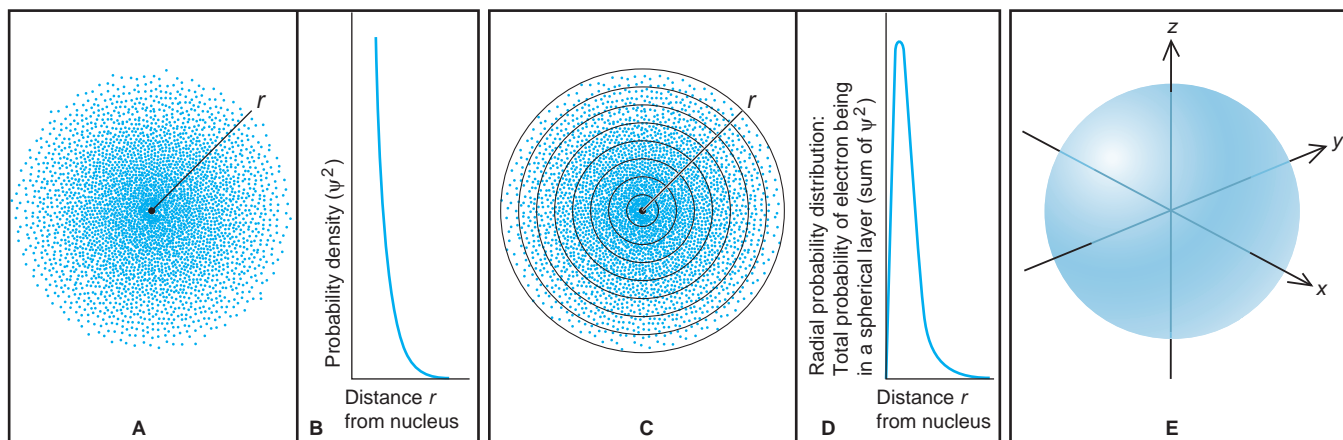 r
Probability density (ψ²)
Distance r
from nucleus
A
B
r
Radial probability distribution:
Total probability of electron being
in a spherical layer (sum of ψ²)
Distance r
from nucleus
C
D
z
y
x
E